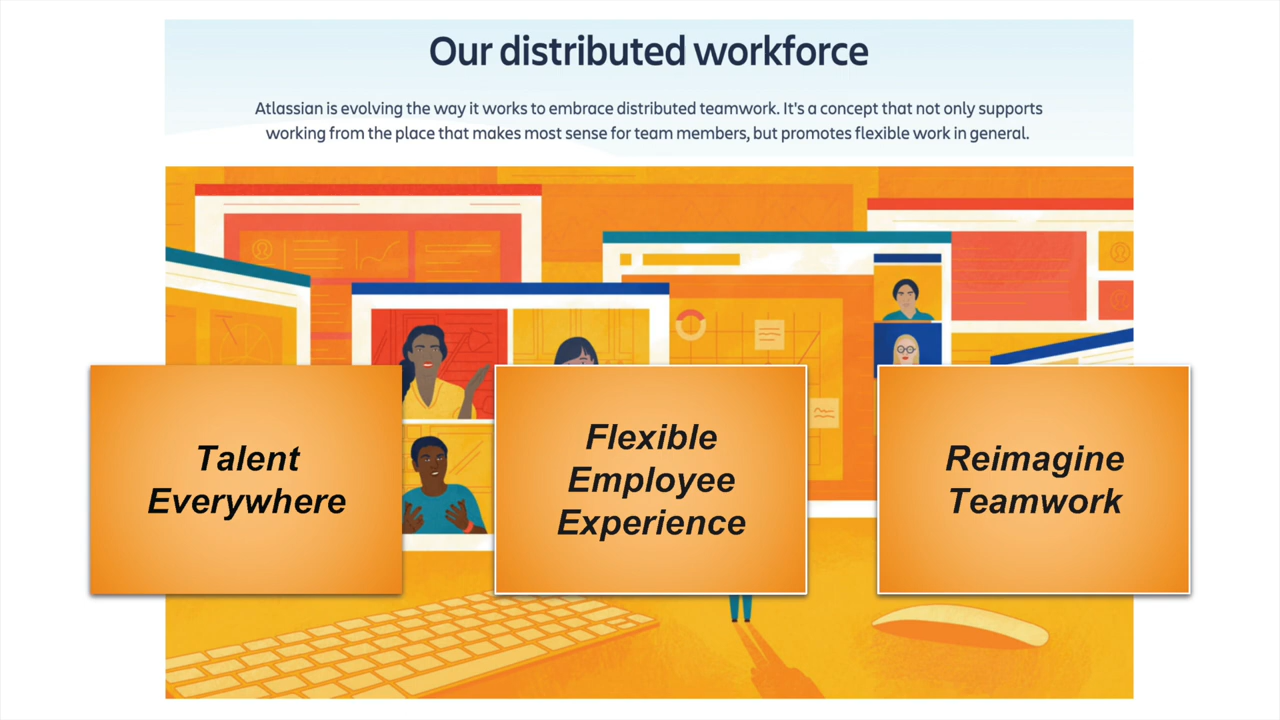 Our distributed workforce
Atlassian is evolving the way it works to embrace distributed teamwork. It's a concept that not only supports
working from the place that makes most sense for team members, but promotes flexible work in general.
Talent
Everywhere
Flexible
Employee
Experience
Reimagine
Teamwork